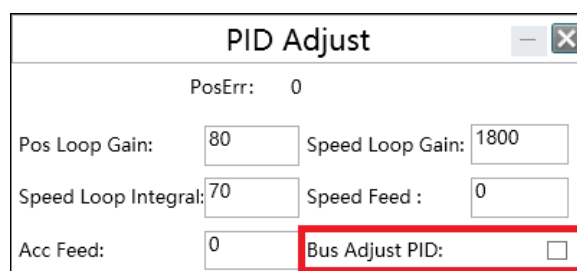 PID Adjust
PosErr: 0
Pos Loop Gain: 80 Speed Loop Gain: 1800
Speed Loop Integral: 70 Speed Feed : 0
Acc Feed: 0 Bus Adjust PID: